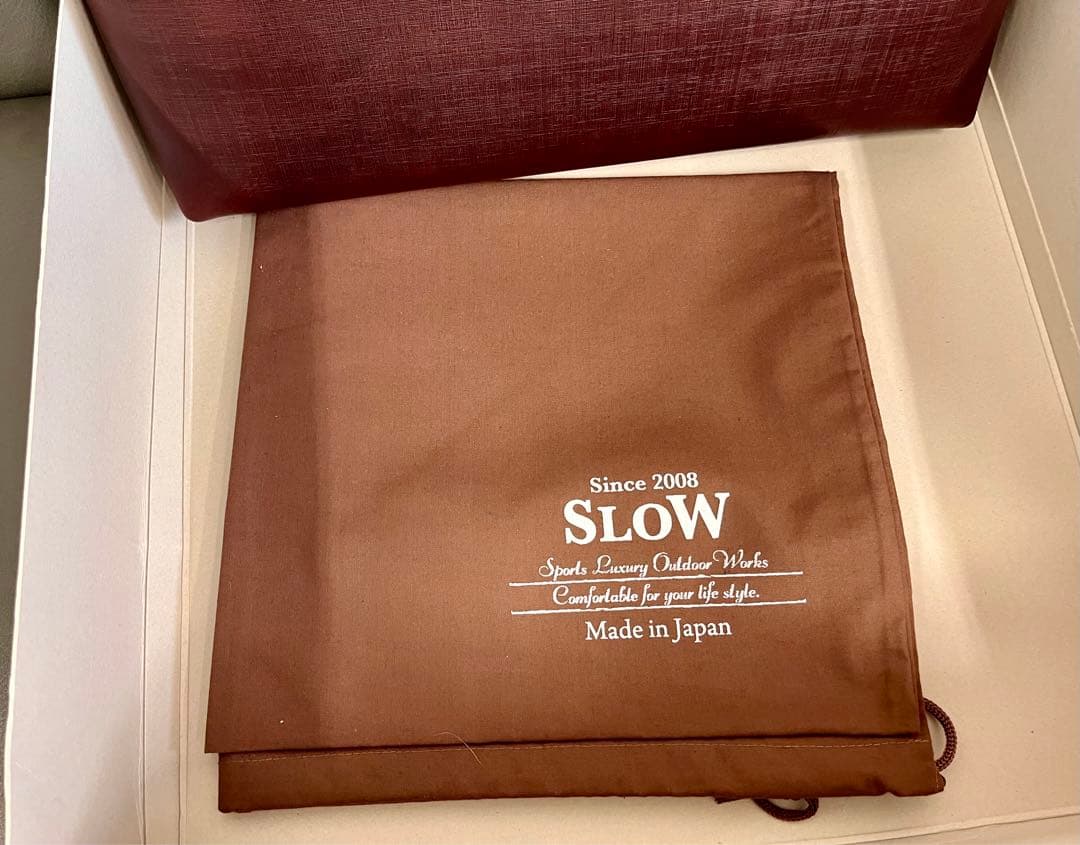 Since 2008
SLOW
Sports Luxury Outdoor Works
Comfortable for your life style.
Made in Japan